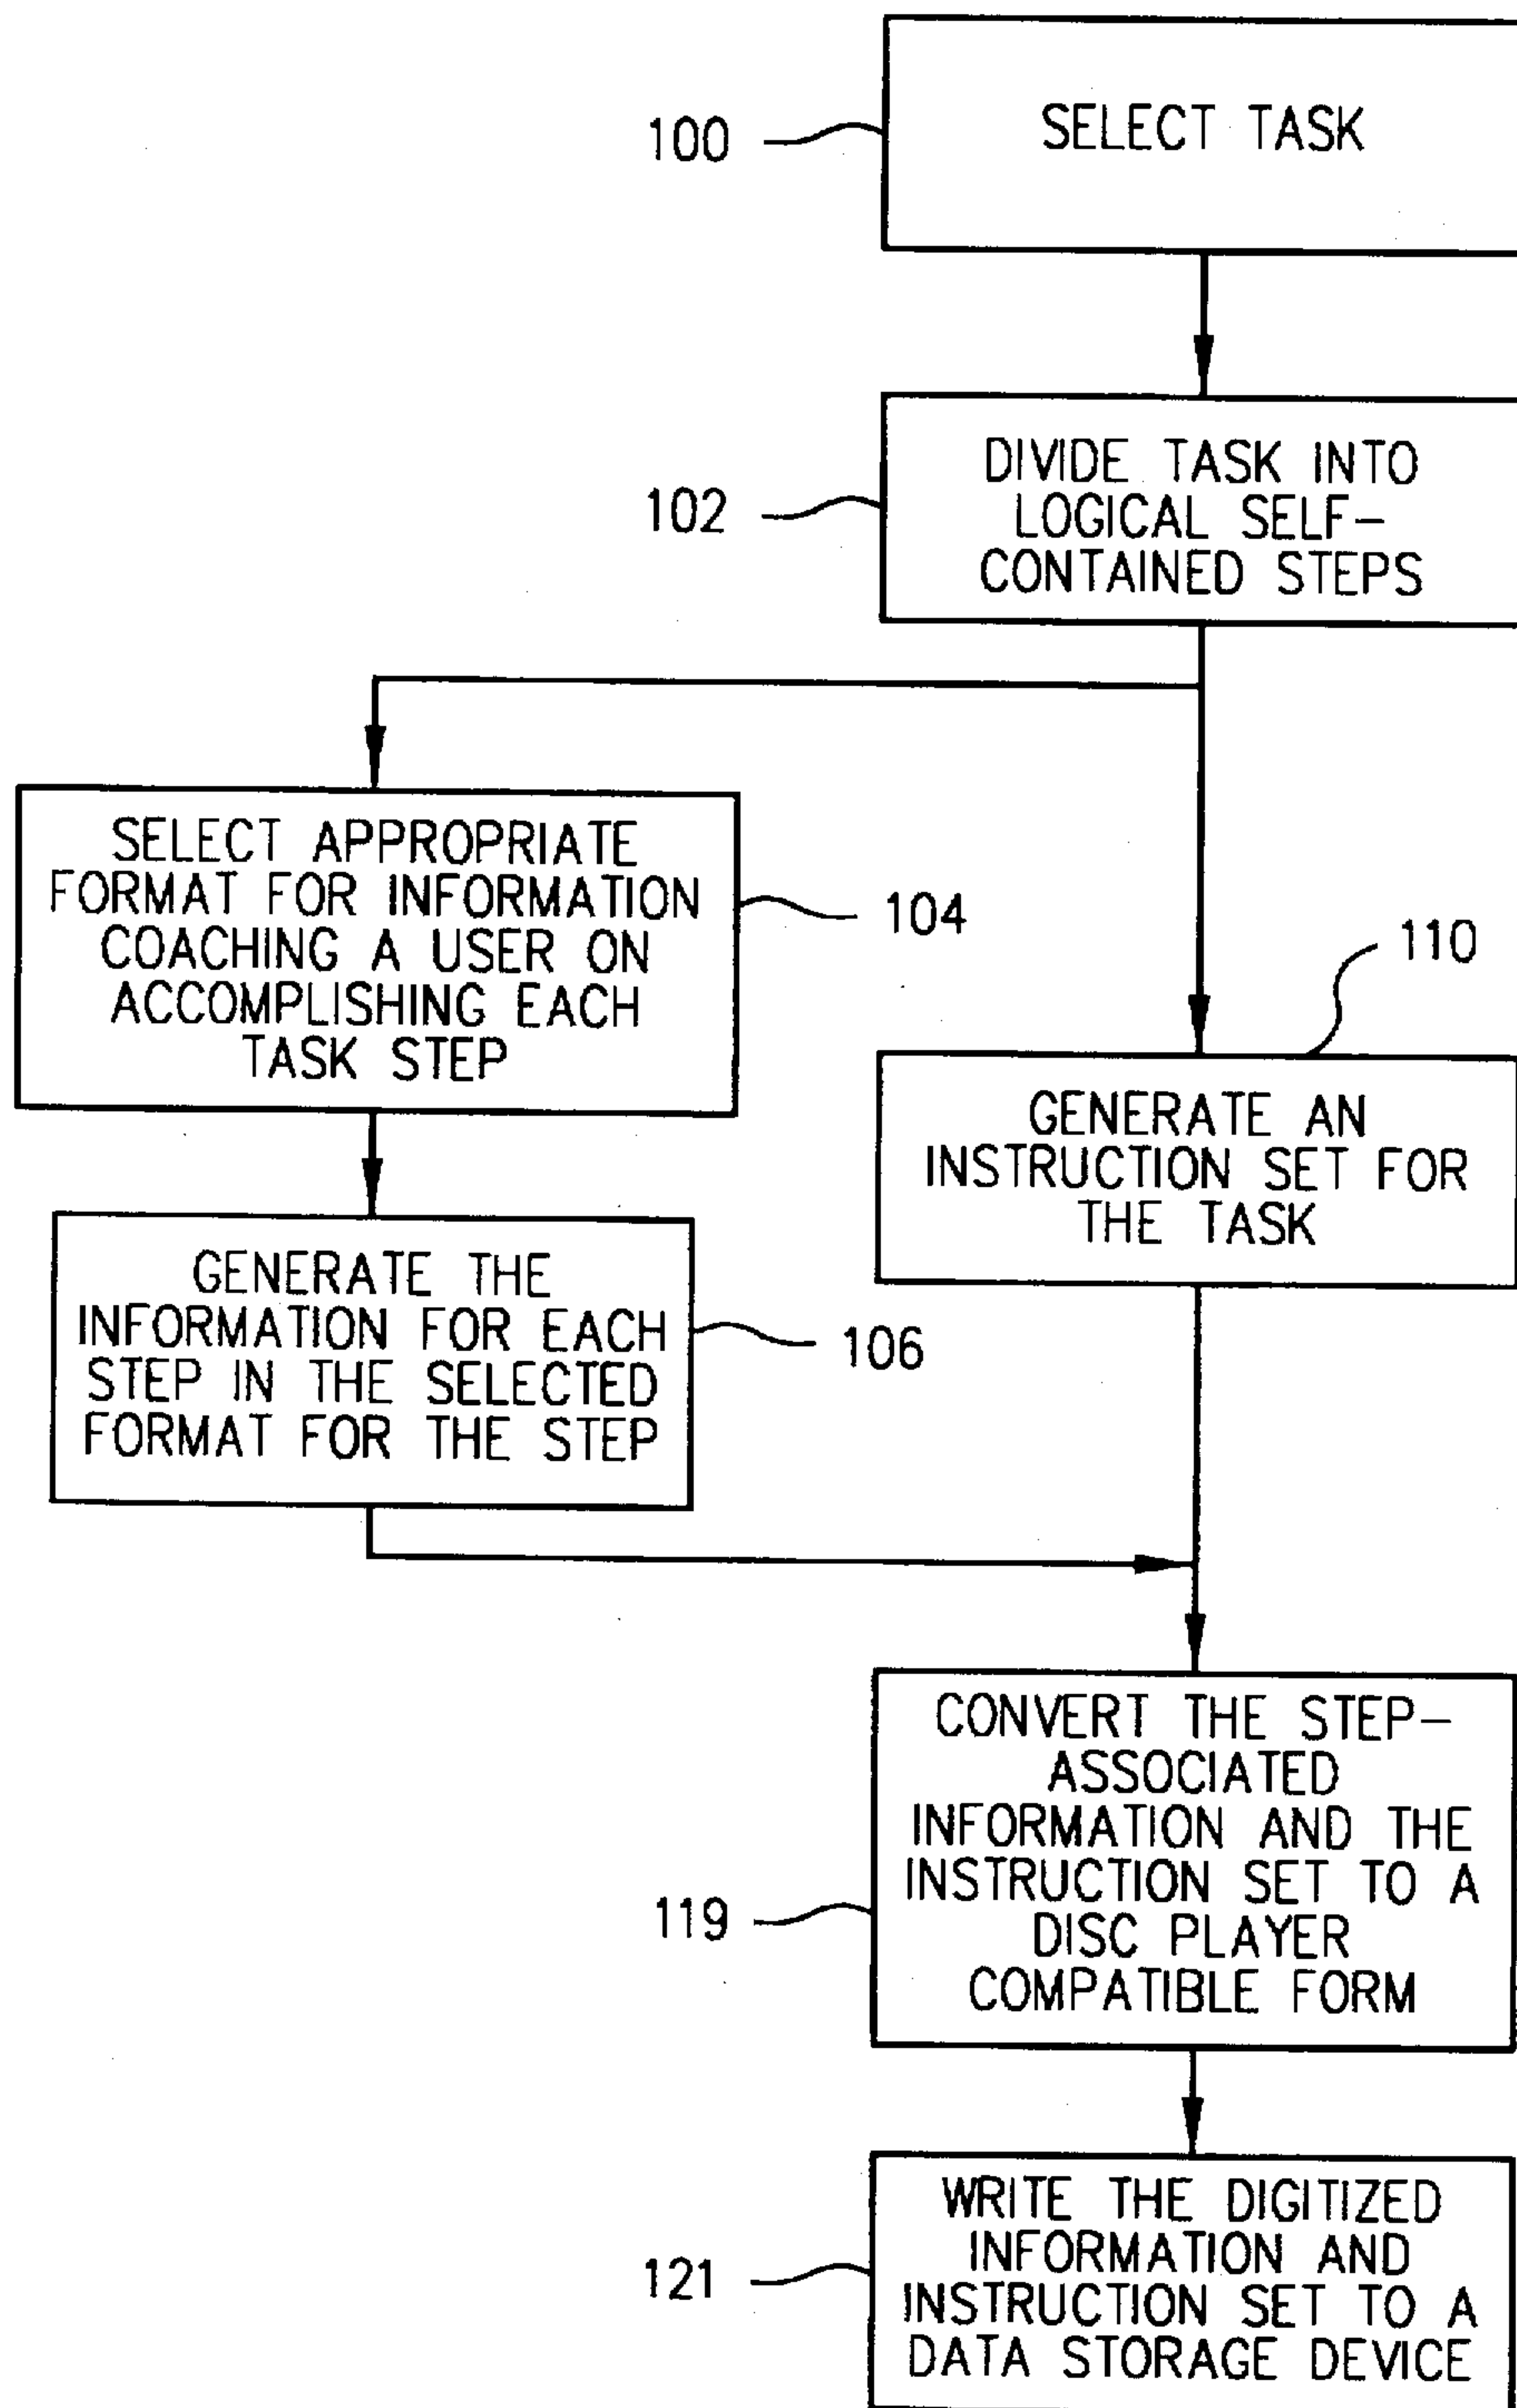 100
SELECT TASK
102
DIVIDE TASK INTO
LOGICAL SELF-
CONTAINED STEPS
SELECT APPROPRIATE
FORMAT FOR INFORMATION
COACHING A USER ON
ACCOMPLISHING EACH
TASK STEP
104
GENERATE THE
INFORMATION FOR EACH
STEP IN THE SELECTED
FORMAT FOR THE STEP
106
110
GENERATE AN
INSTRUCTION SET FOR
THE TASK
119
CONVERT THE STEP-
ASSOCIATED
INFORMATION AND THE
INSTRUCTION SET TO A
DISC PLAYER
COMPATIBLE FORM
121
WRITE THE DIGITIZED
INFORMATION AND
INSTRUCTION SET TO A
DATA STORAGE DEVICE